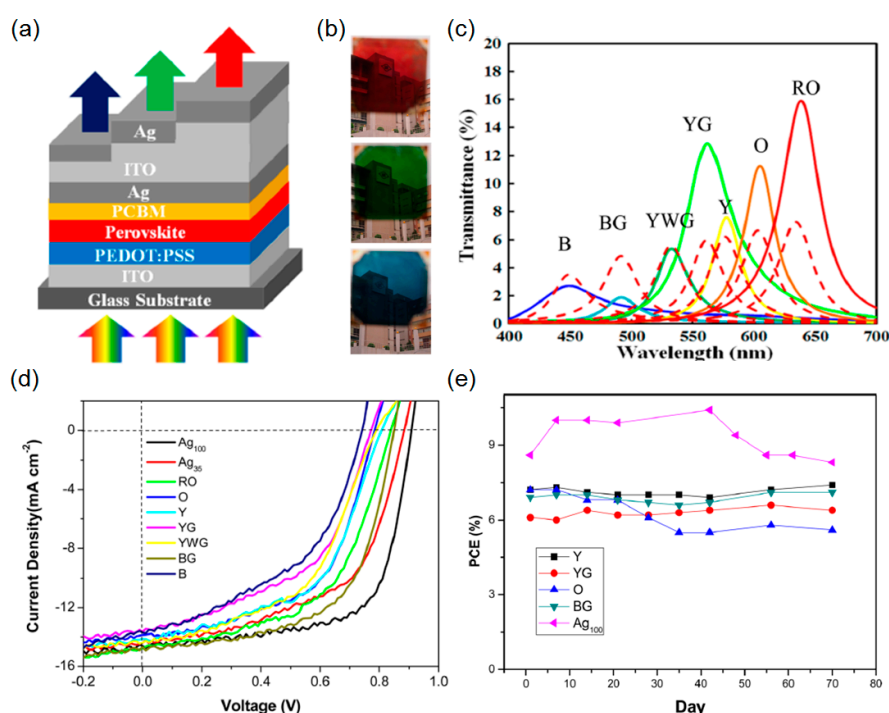 (a)
Ag
ITO
Ag
PCBM
Perovskite
PEDOT:PSS
ITO
Glass Substrate
(b)
(c)
Transmittance (%)
20
18
16
14
12
10
8
6
4
2
0
B
BG
YWG
YG
Y
O
RO
400 450 500 550 600 650 700
Wavelength (nm)
(d)
Current Density(mA cm-2)
0
-4
-8
-12
-16
Ag100
Ag35
RO
O
Y
YG
YWG
BG
B
-0.2 0.0 0.2 0.4 0.6 0.8 1.0
Voltage (V)
(e)
PCE (%)
9
6
3
0
Y
YG
O
BG
Ag100
0 10 20 30 40 50 60 70 80
Day